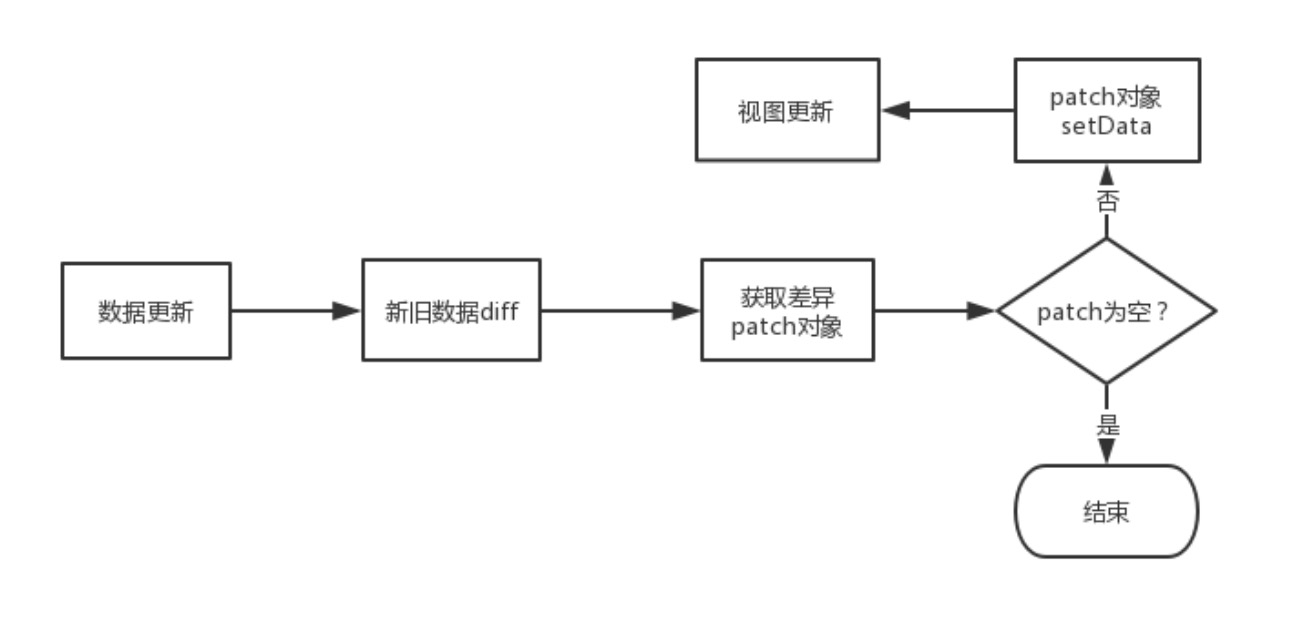 视图更新
patch对象
setData
否
数据更新
新旧数据diff
获取差异
patch对象
patch为空？
是
结束